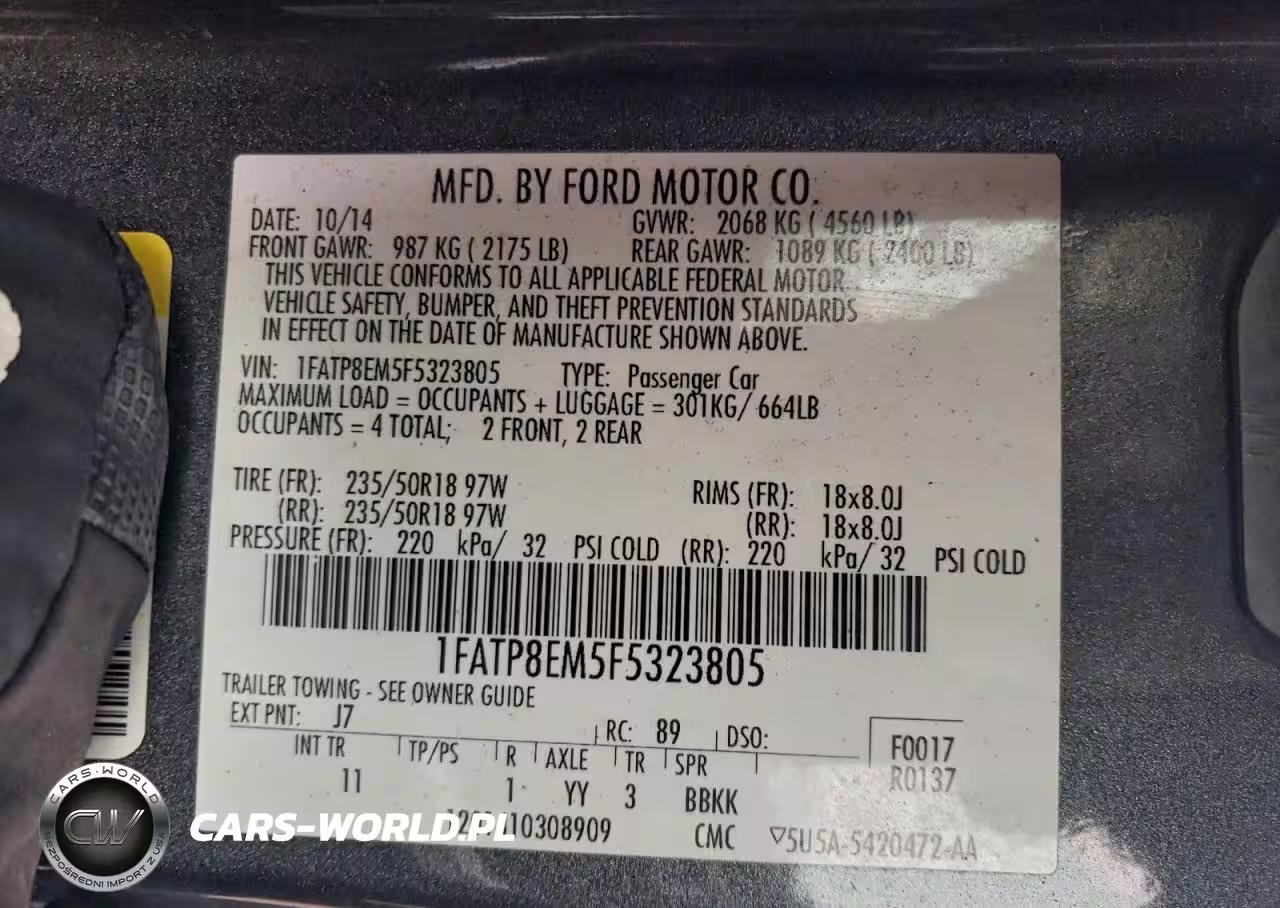 MFD. BY FORD MOTOR CO.
DATE: 10/14 GVWR: 2068 KG ( 4560 LB)
FRONT GAWR: 987 KG ( 2175 LB) REAR GAWR: 1089 KG ( 2400 LB)
THIS VEHICLE CONFORMS TO ALL APPLICABLE FEDERAL MOTOR
VEHICLE SAFETY, BUMPER, AND THEFT PREVENTION STANDARDS
IN EFFECT ON THE DATE OF MANUFACTURE SHOWN ABOVE.
VIN: 1FATP8EM5F5323805 TYPE: Passenger Car
MAXIMUM LOAD = OCCUPANTS + LUGGAGE = 301KG/ 664LB
OCCUPANTS = 4 TOTAL; 2 FRONT, 2 REAR
TIRE (FR): 235/50R18 97W RIMS (FR): 18x8.0J
(RR): 235/50R18 97W (RR): 18x8.0J
PRESSURE (FR): 220 kPa/ 32 PSI COLD (RR): 220 kPa/ 32 PSI COLD
1FATP8EM5F5323805
TRAILER TOWING - SEE OWNER GUIDE
EXT PNT: J7 RC: 89 DSO: F0017
INT TR TP/PS R AXLE TR SPR R0137
11 1 YY 3 BBKK
CMC ▽5U5A-5420472-AA
CARS-WORLD.PL
CARS-WORLD
CW
BEZPOŚREDNI IMPORT Z USA